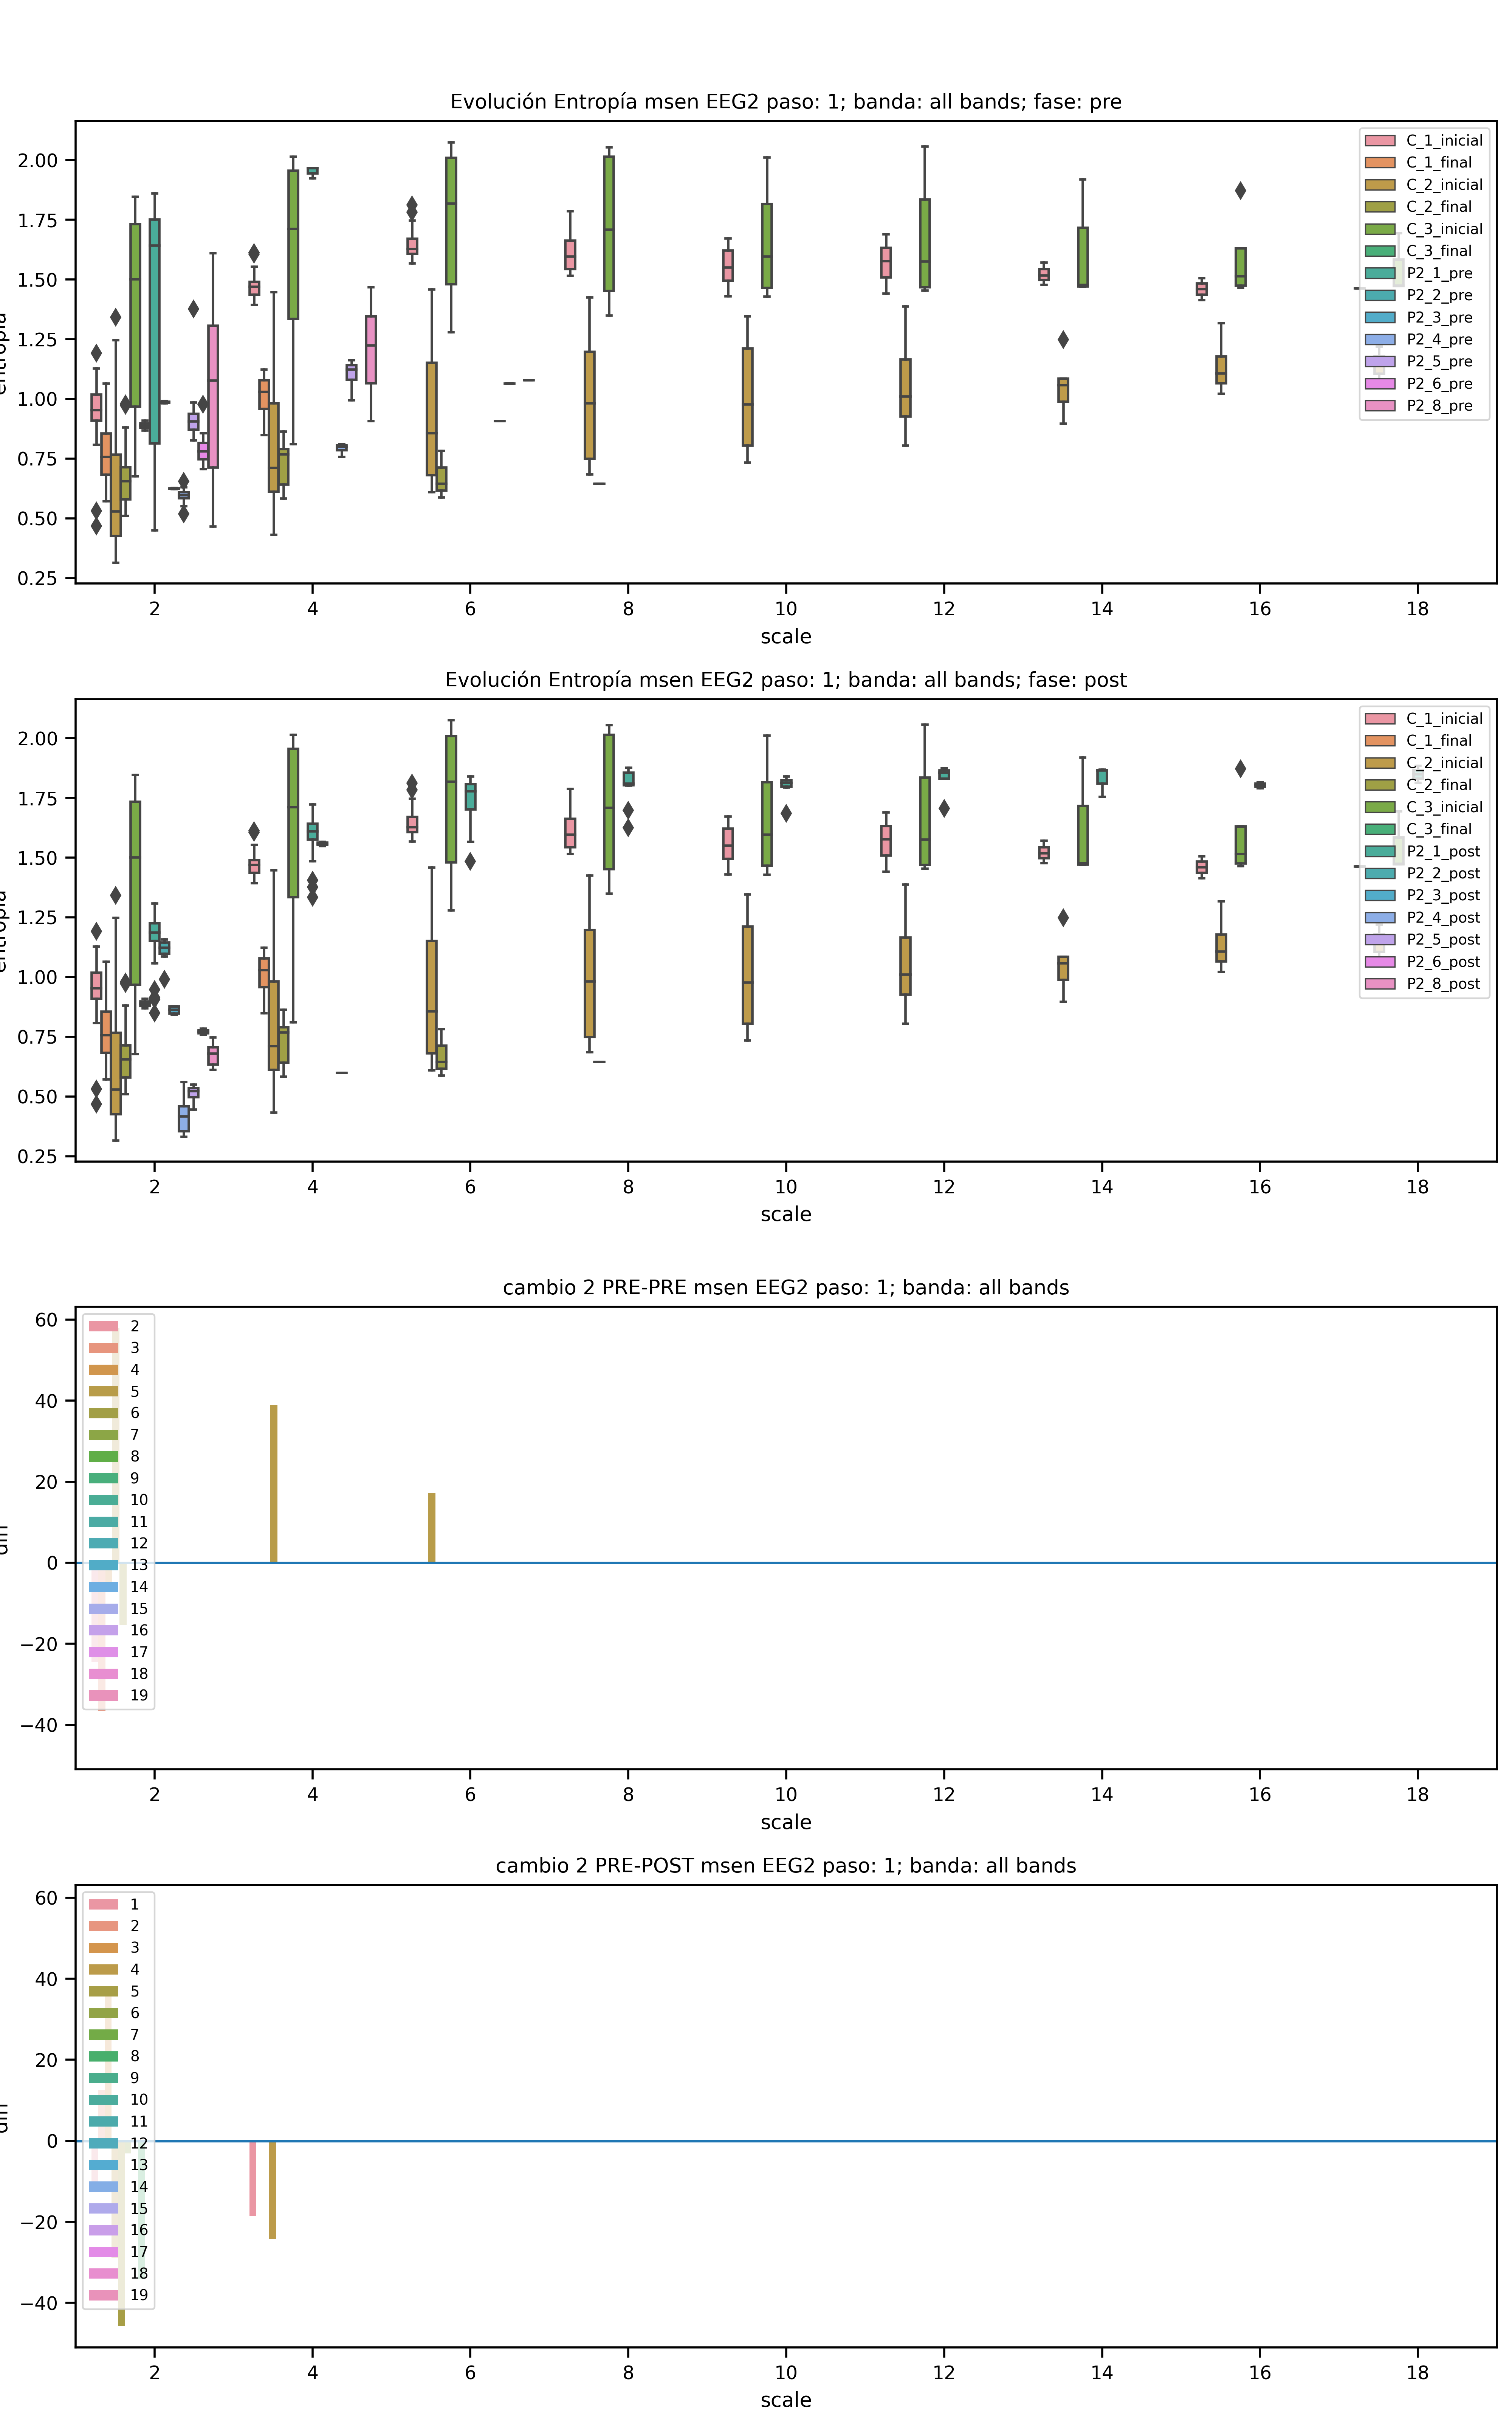 Evolución Entropía msen EEG2 paso: 1; banda: all bands; fase: pre
2.00
1.75
1.50
1.25
1.00
0.75
0.50
0.25
C_1_inicial
C_1_final
C_2_inicial
C_2_final
C_3_inicial
C_3_final
P2_1_pre
P2_2_pre
P2_3_pre
P2_4_pre
P2_5_pre
P2_6_pre
P2_8_pre
2 4 6 8 10 12 14 16 18
scale
Evolución Entropía msen EEG2 paso: 1; banda: all bands; fase: post
2.00
1.75
1.50
1.25
1.00
0.75
0.50
0.25
C_1_inicial
C_1_final
C_2_inicial
C_2_final
C_3_inicial
C_3_final
P2_1_post
P2_2_post
P2_3_post
P2_4_post
P2_5_post
P2_6_post
P2_8_post
2 4 6 8 10 12 14 16 18
scale
cambio 2 PRE-PRE msen EEG2 paso: 1; banda: all bands
60
40
20
0
−20
−40
2
3
4
5
6
7
8
9
10
11
12
13
14
15
16
17
18
19
2 4 6 8 10 12 14 16 18
scale
cambio 2 PRE-POST msen EEG2 paso: 1; banda: all bands
60
40
20
0
−20
−40
1
2
3
4
5
6
7
8
9
10
11
12
13
14
15
16
17
18
19
2 4 6 8 10 12 14 16 18
scale